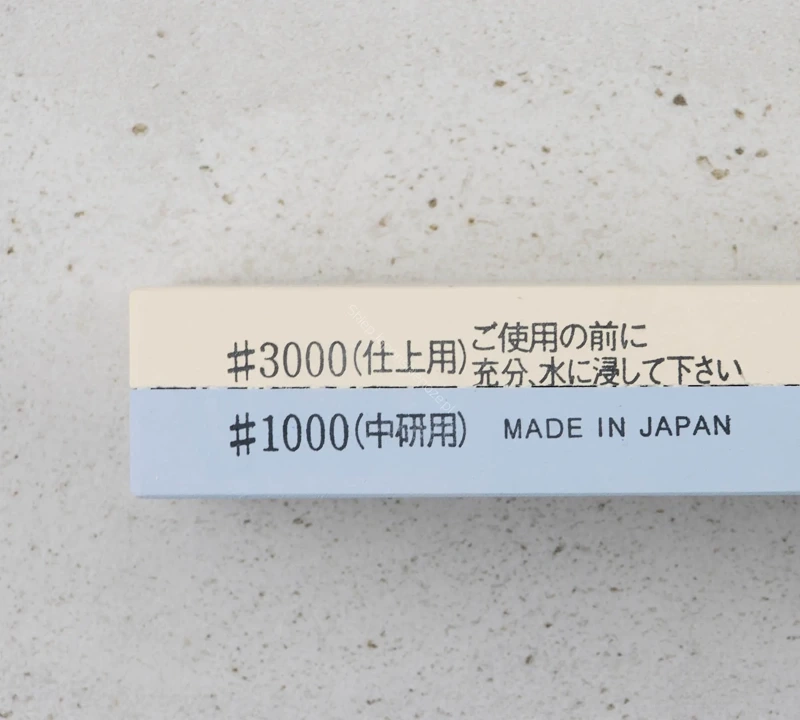 ♯3000(仕上用)
ご使用の前に
充分、水に浸して下さい
♯1000(中研用) MADE IN JAPAN